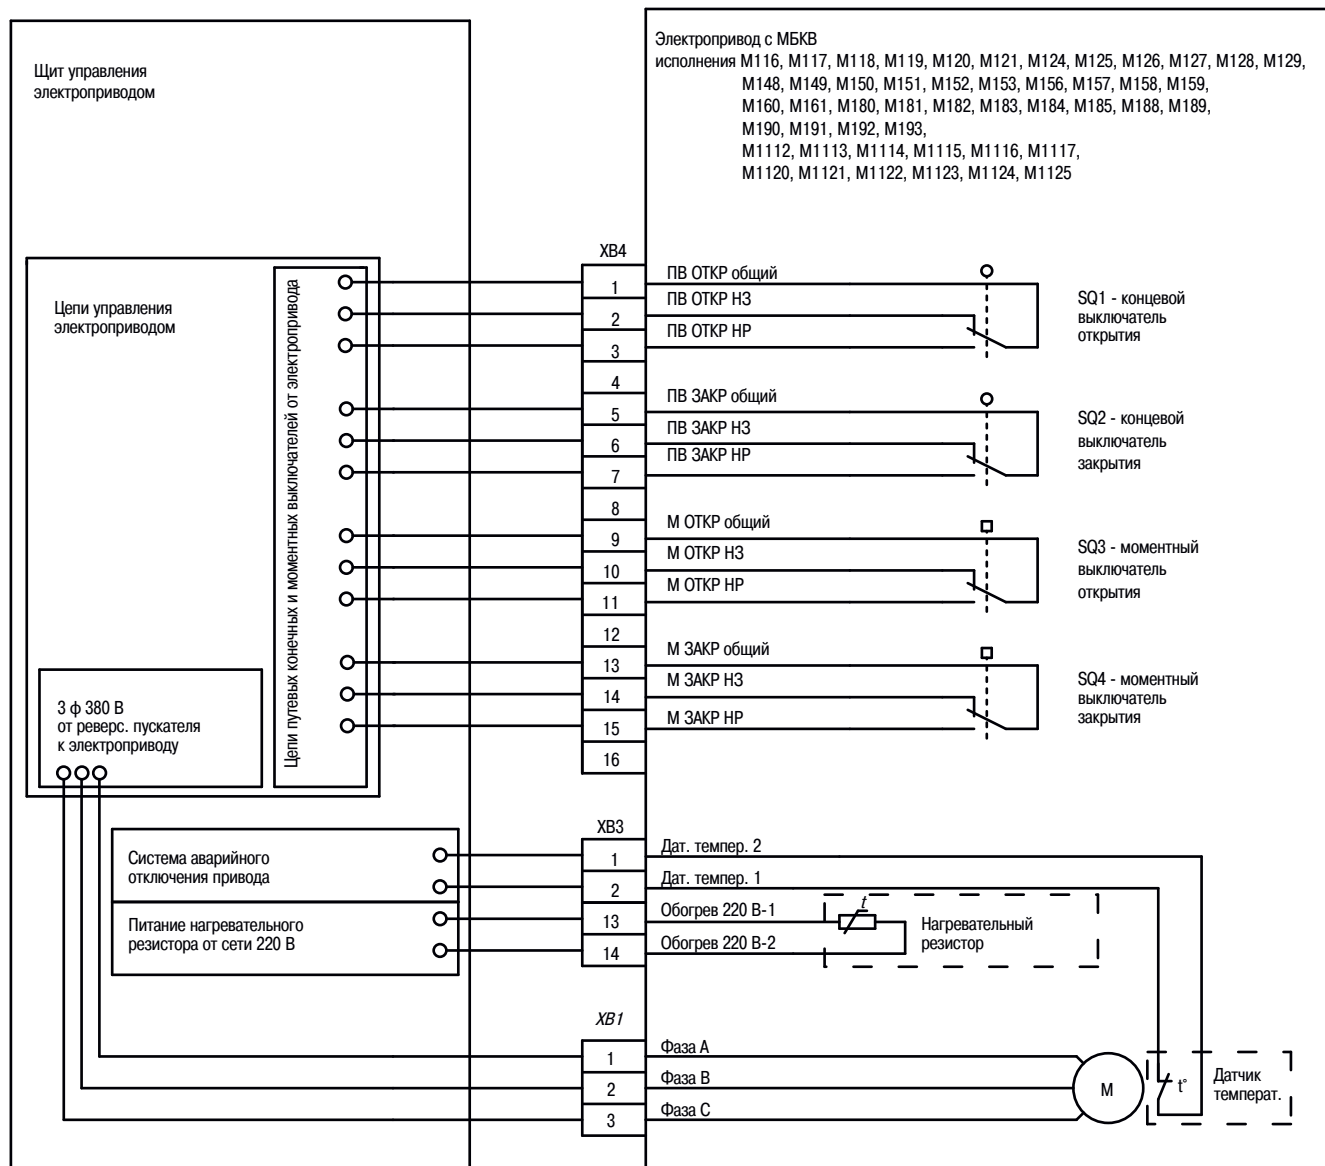 Щит управления
электроприводом
Электропривод с МБКВ
исполнения М116, М117, М118, М119, М120, М121, М124, М125, М126, М127, М128, М129,
М148, М149, М150, М151, М152, М153, М156, М157, М158, М159,
М160, М161, М180, М181, М182, М183, М184, М185, М188, М189,
М190, М191, М192, М193,
М1112, М1113, М1114, М1115, М1116, М1117,
М1120, М1121, М1122, М1123, М1124, М1125
Цепи управления
электроприводом
Цепи путевых конечных и моментных выключателей от электропривода
3 ф 380 В
от реверс. пускателя
к электроприводу
XB4
1
2
3
4
5
6
7
8
9
10
11
12
13
14
15
16
ПВ ОТКР общий
ПВ ОТКР НЗ
ПВ ОТКР НР
SQ1 - концевой
выключатель
открытия
ПВ ЗАКР общий
ПВ ЗАКР НЗ
ПВ ЗАКР НР
SQ2 - концевой
выключатель
закрытия
М ОТКР общий
М ОТКР НЗ
М ОТКР НР
SQ3 - моментный
выключатель
открытия
М ЗАКР общий
М ЗАКР НЗ
М ЗАКР НР
SQ4 - моментный
выключатель
закрытия
Система аварийного
отключения привода
Питание нагревательного
резистора от сети 220 В
XB3
1
2
13
14
Дат. темпер. 2
Дат. темпер. 1
Обогрев 220 В-1
Обогрев 220 В-2
t
Нагревательный
резистор
XB1
1
2
3
Фаза А
Фаза В
Фаза С
М
t°
Датчик
температ.